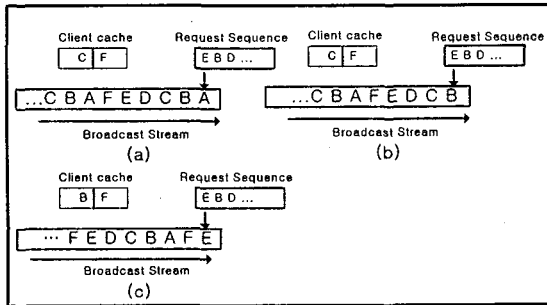 Client cache
Request Sequence
C F
E B D ...
...C B A F E D C B A
Broadcast Stream
(a)
Client cache
Request Sequence
C F
E B D ...
...C B A F E D C B
Broadcast Stream
(b)
Client cache
Request Sequence
B F
E B D ...
... F E D C B A F E
Broadcast Stream
(c)